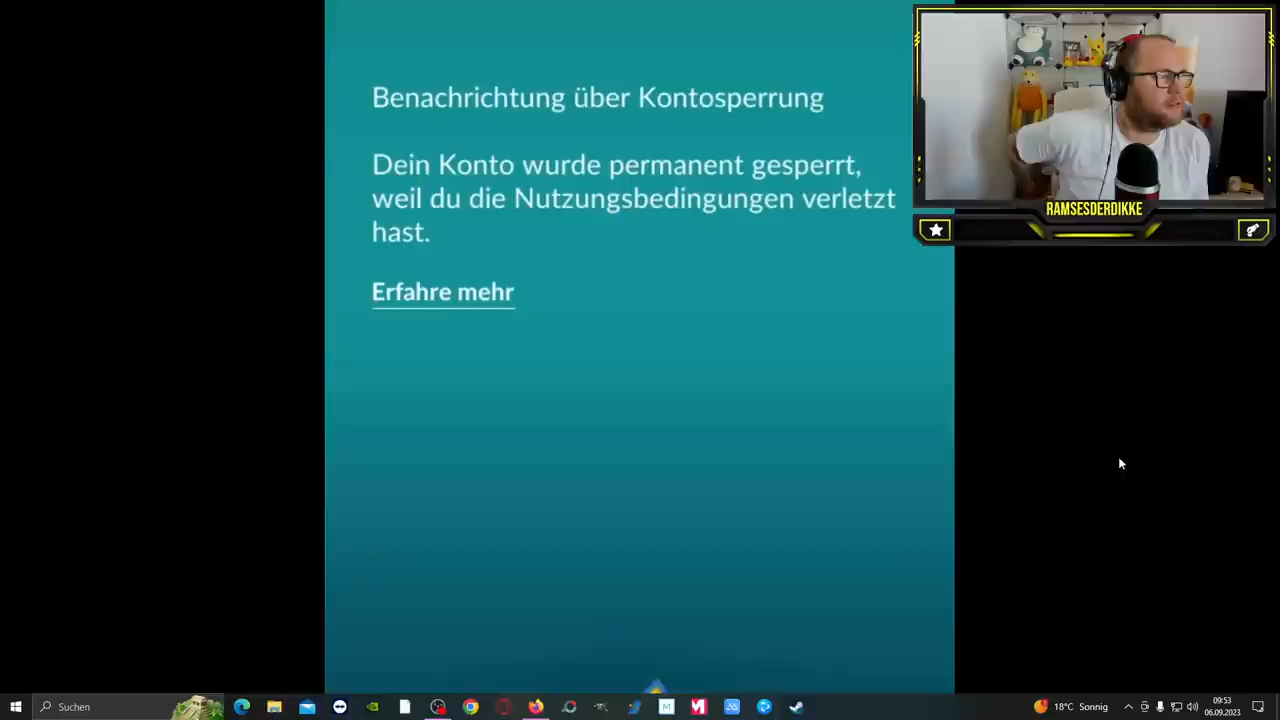 Benachrichtung über Kontosperrung
Dein Konto wurde permanent gesperrt,
weil du die Nutzungsbedingungen verletzt
hast.
Erfahre mehr
RAMSESDERDIKKE
Suchen
18°C Sonnig
09:53
06.09.2023